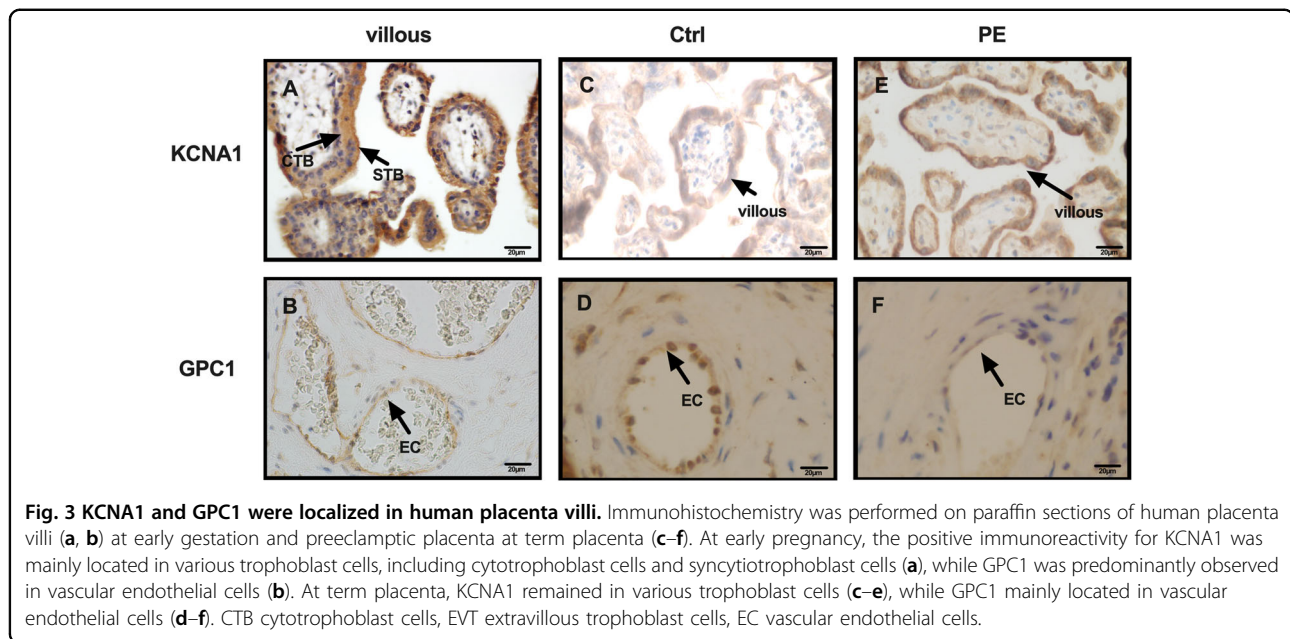 villous Ctrl PE
KCNA1
A CTB STB 20μm
C villous 20μm
E villous 20μm
GPC1
B EC 20μm
D EC 20μm
F EC 20μm
Fig. 3 KCNA1 and GPC1 were localized in human placenta villi. Immunohistochemistry was performed on paraffin sections of human placenta
villi (a, b) at early gestation and preeclamptic placenta at term placenta (c–f). At early pregnancy, the positive immunoreactivity for KCNA1 was
mainly located in various trophoblast cells, including cytotrophoblast cells and syncytiotrophoblast cells (a), while GPC1 was predominantly observed
in vascular endothelial cells (b). At term placenta, KCNA1 remained in various trophoblast cells (c–e), while GPC1 mainly located in vascular
endothelial cells (d–f). CTB cytotrophoblast cells, EVT extravillous trophoblast cells, EC vascular endothelial cells.